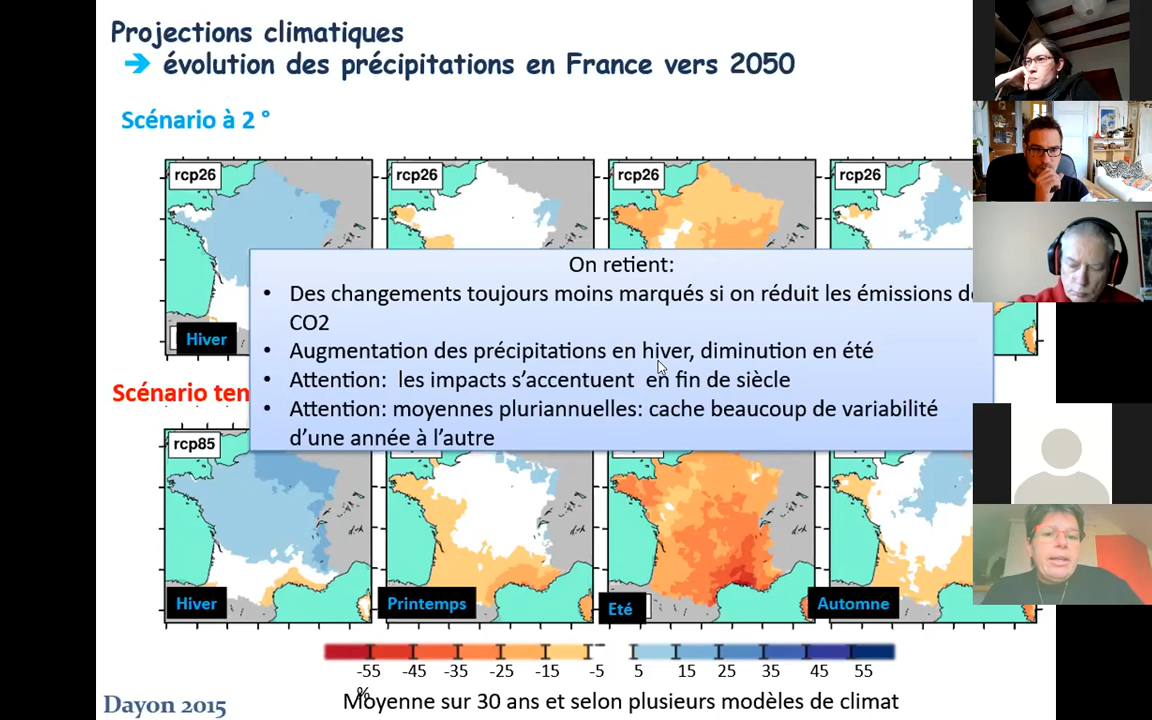 Projections climatiques
➔ évolution des précipitations en France vers 2050
Scénario à 2 °
rcp26
rcp26
rcp26
rcp26
On retient:
• Des changements toujours moins marqués si on réduit les émissions
CO2
• Augmentation des précipitations en hiver, diminution en été
• Attention: les impacts s’accentuent en fin de siècle
• Attention: moyennes pluriannuelles: cache beaucoup de variabilité
d’une année à l’autre
Hiver
Scénario
rcp85
Hiver
Printemps
Eté
Automne
-55 -45 -35 -25 -15 -5 5 15 25 35 45 55
%
Moyenne sur 30 ans et selon plusieurs modèles de climat
Dayon 2015